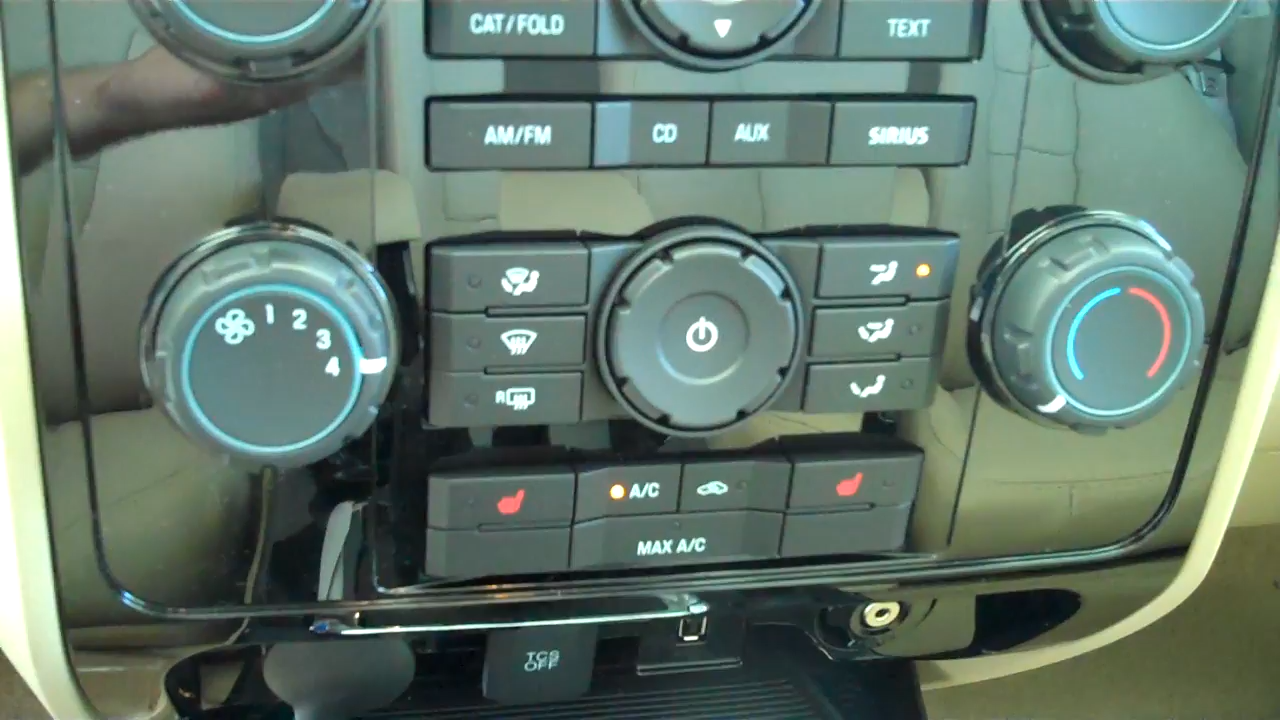 CAT/FOLD
TEXT
AM/FM
CD
AUX
SIRIUS
1 2 3 4
R
A/C
MAX A/C
TCS
OFF